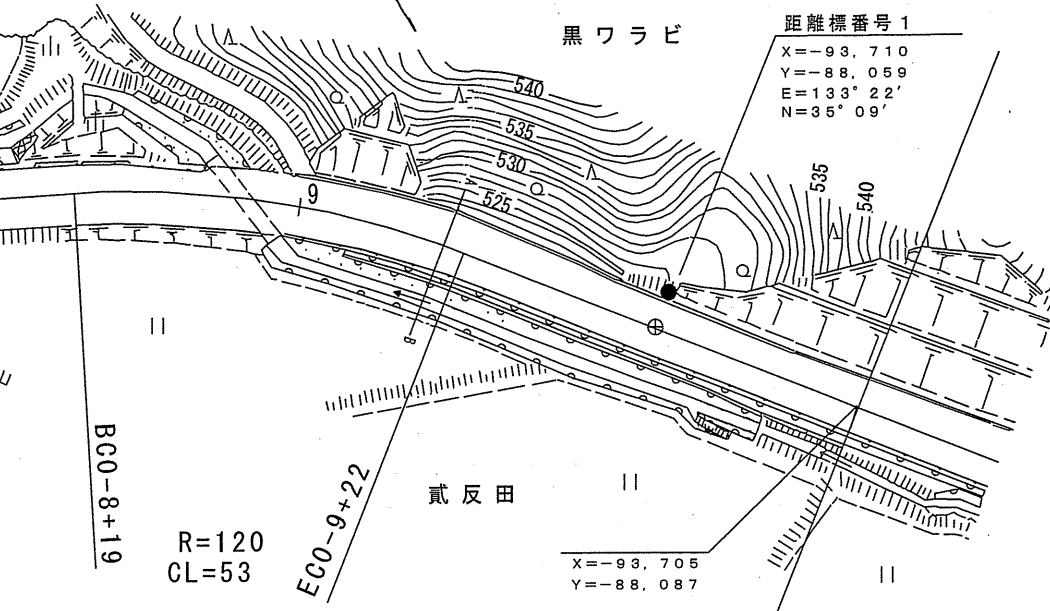 黒ワラビ
距離標番号1
X=-93, 710
Y=-88, 059
E=133° 22′
N=35° 09′
540
535
530
525
535
540
9
BC0-8+19
EC0-9+22
R=120
CL=53
貳反田
X=-93, 705
Y=-88, 087